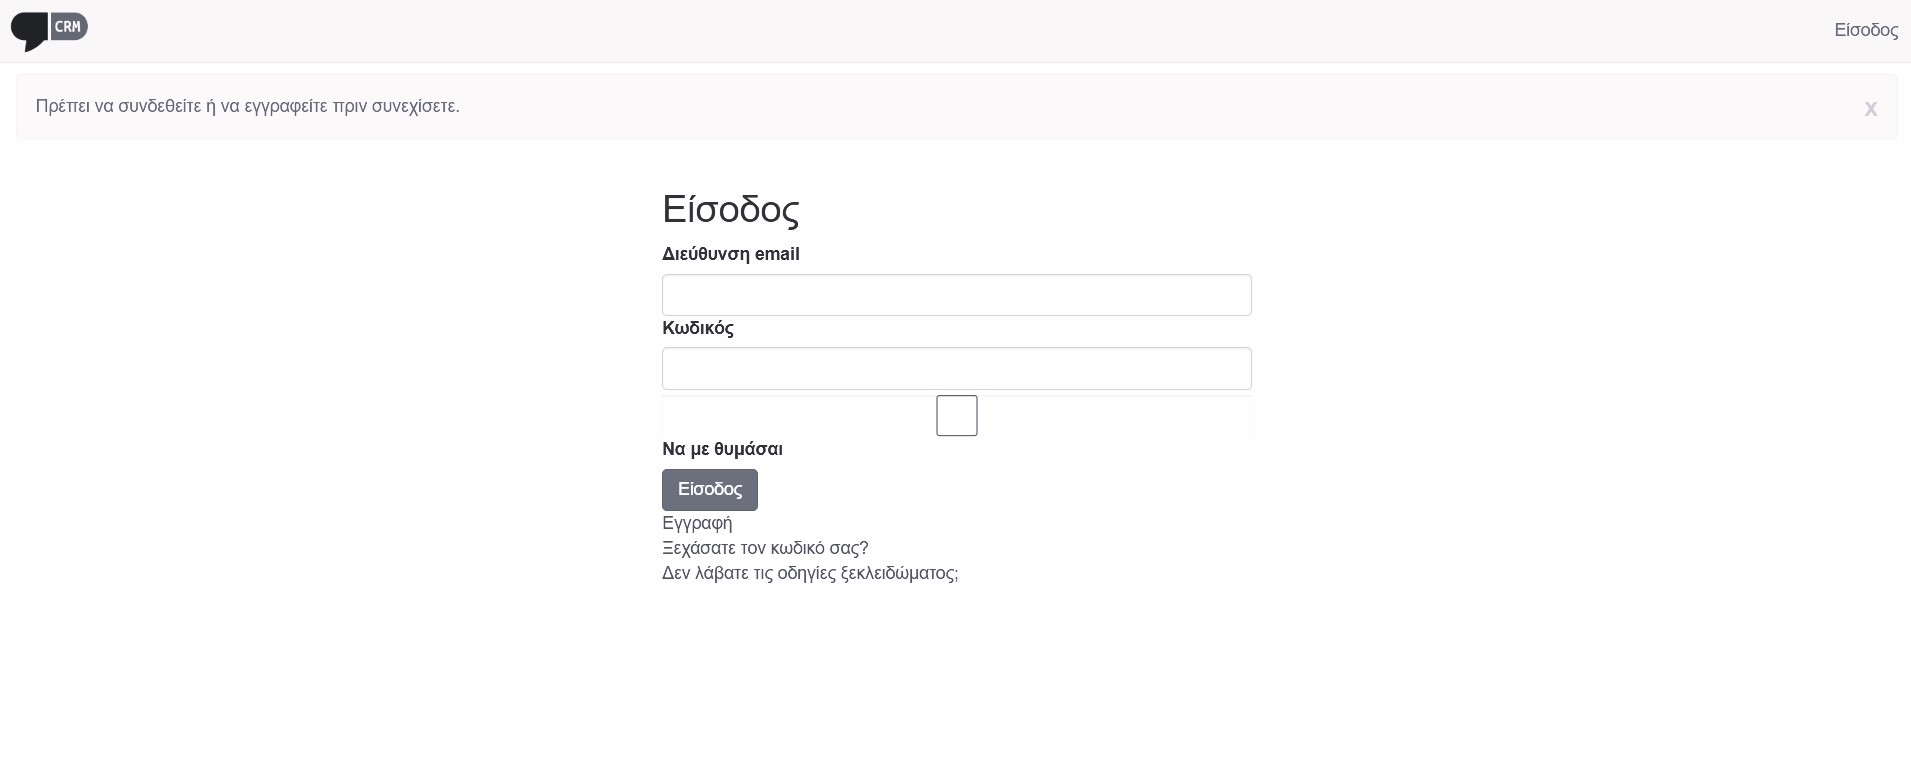 CRM
Είσοδος
Πρέπει να συνδεθείτε ή να εγγραφείτε πριν συνεχίσετε.
x
Είσοδος
Διεύθυνση email
Κωδικός
Να με θυμάσαι
Είσοδος
Εγγραφή
Ξεχάσατε τον κωδικό σας?
Δεν λάβατε τις οδηγίες ξεκλειδώματος;